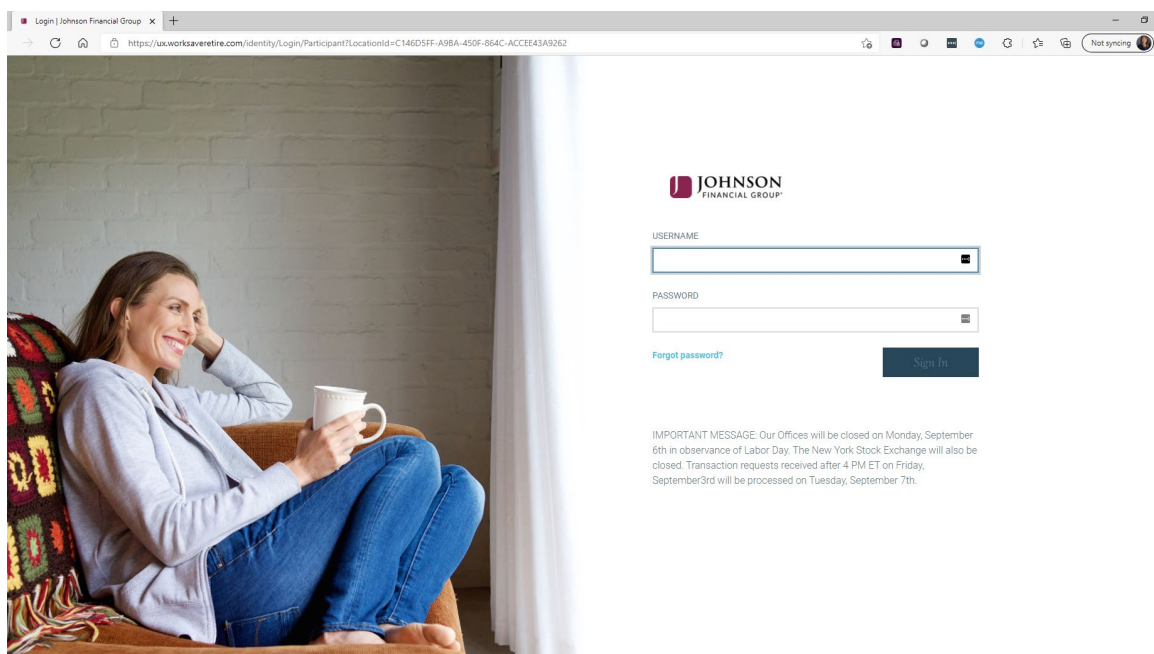 Login | Johnson Financial Group
https://ux.worksaveretire.com/identity/Login/Participant?LocationId=C146D5FF-A9BA-450F-864C-ACCEE43A9262
Not syncing
JOHNSON
FINANCIAL GROUP
USERNAME
PASSWORD
Forgot password?
Sign In
IMPORTANT MESSAGE: Our Offices will be closed on Monday, September
6th in observance of Labor Day. The New York Stock Exchange will also be
closed. Transaction requests received after 4 PM ET on Friday,
September3rd will be processed on Tuesday, September 7th.